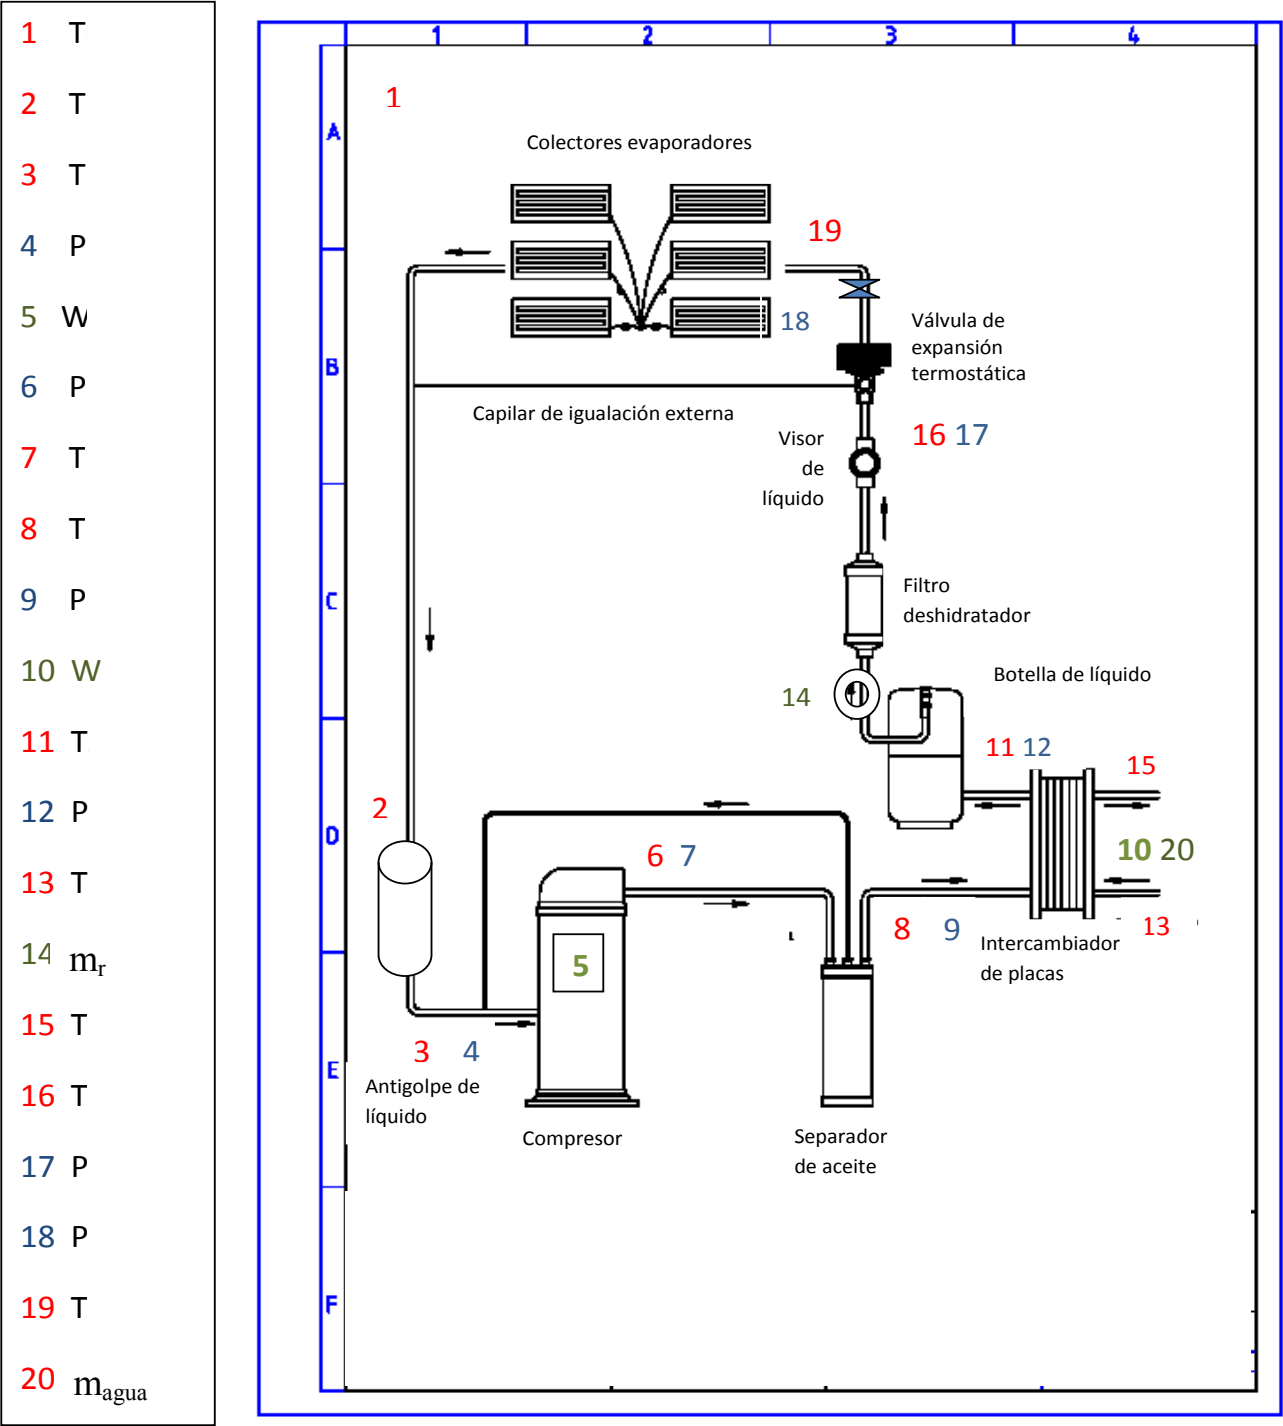 1 T
2 T
3 T
4 P
5 W
6 P
7 T
8 T
9 P
10 W
11 T
12 P
13 T
14 mr
15 T
16 T
17 P
18 P
19 T
20 magua
1 2 3 4
A
1
Colectores evaporadores
19
18
Válvula de
expansión
termostática
B
Capilar de igualación externa
16 17
Visor
de
líquido
C
Filtro
deshidratador
Botella de líquido
14
11 12
15
2
D
6 7
10 20
8 9
13
Intercambiador
de placas
5
3 4
E
Antigolpe de
líquido
Compresor
Separador
de aceite
F